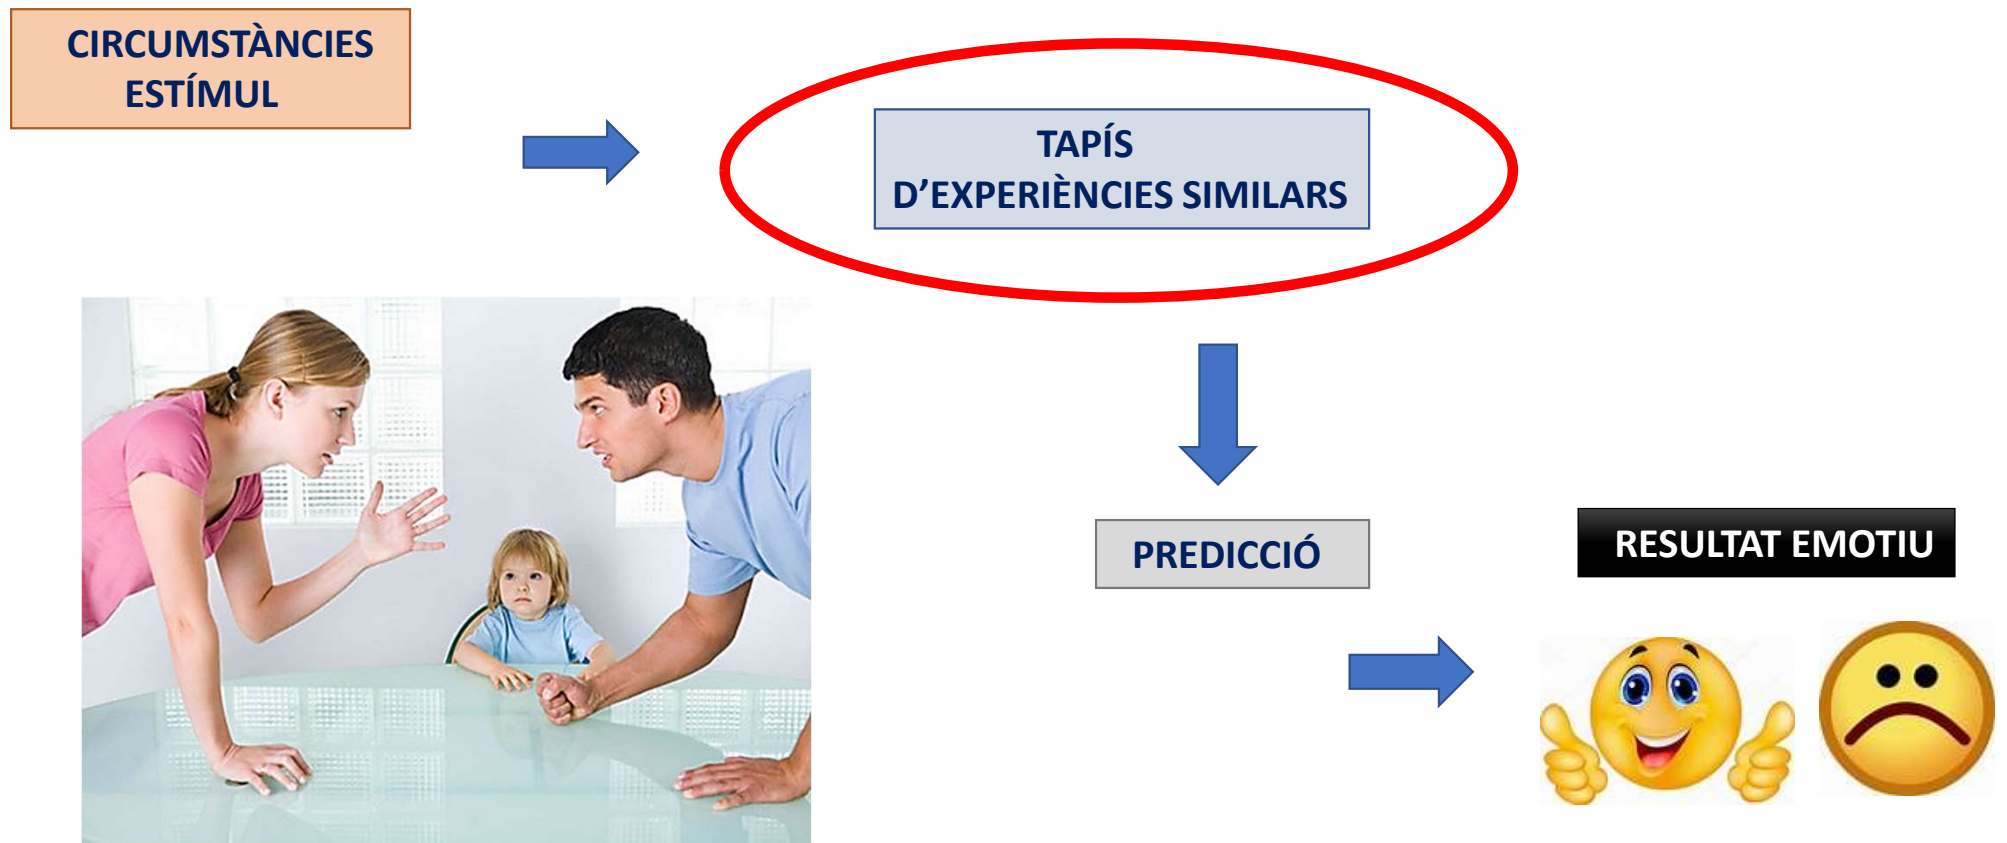 CIRCUMSTÀNCIES
ESTÍMUL
TAPÍS
D’EXPERIÈNCIES SIMILARS
PREDICCIÓ
RESULTAT EMOTIU